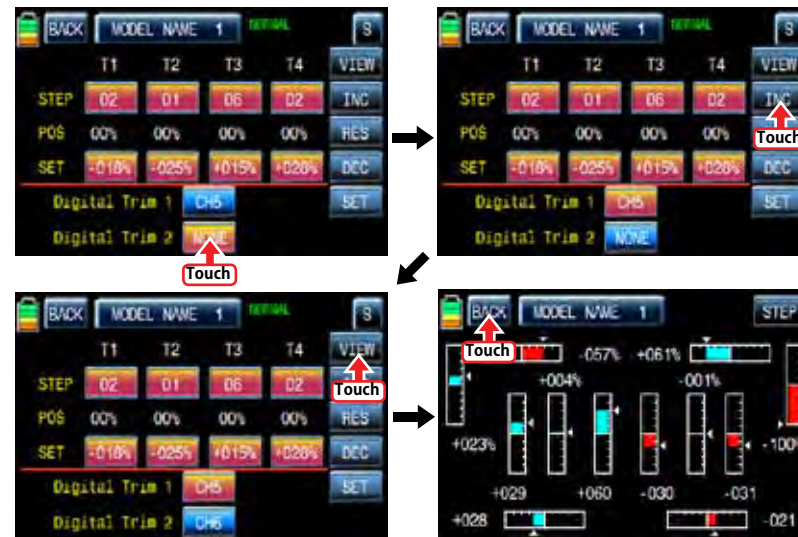 BACK MODEL NAME 1 NORMAL S
T1 T2 T3 T4 VIEW
STEP 02 01 06 02 INC
POS 00% 00% 00% 00% RES
SET -018% -025% +015% +028% DEC
Digital Trim 1 CH5 SET
Digital Trim 2 NONE
Touch
BACK MODEL NAME 1 NORMAL S
T1 T2 T3 T4 VIEW
STEP 02 01 06 02 INC
POS 00% 00% 00% 00%
Touch
SET -018% -025% +015% +028% DEC
Digital Trim 1 CH5 SET
Digital Trim 2 NONE
BACK MODEL NAME 1 NORMAL S
T1 T2 T3 T4 VIEW
STEP 02 01 06 02
Touch
POS 00% 00% 00% 00% RES
SET -018% -025% +015% +028% DEC
Digital Trim 1 CH5 SET
Digital Trim 2 CH6
BACK MODEL NAME 1 STEP
Touch
-057% +061%
+004% -001%
+023% -100%
+029 +060 -030 -031
+028 -021